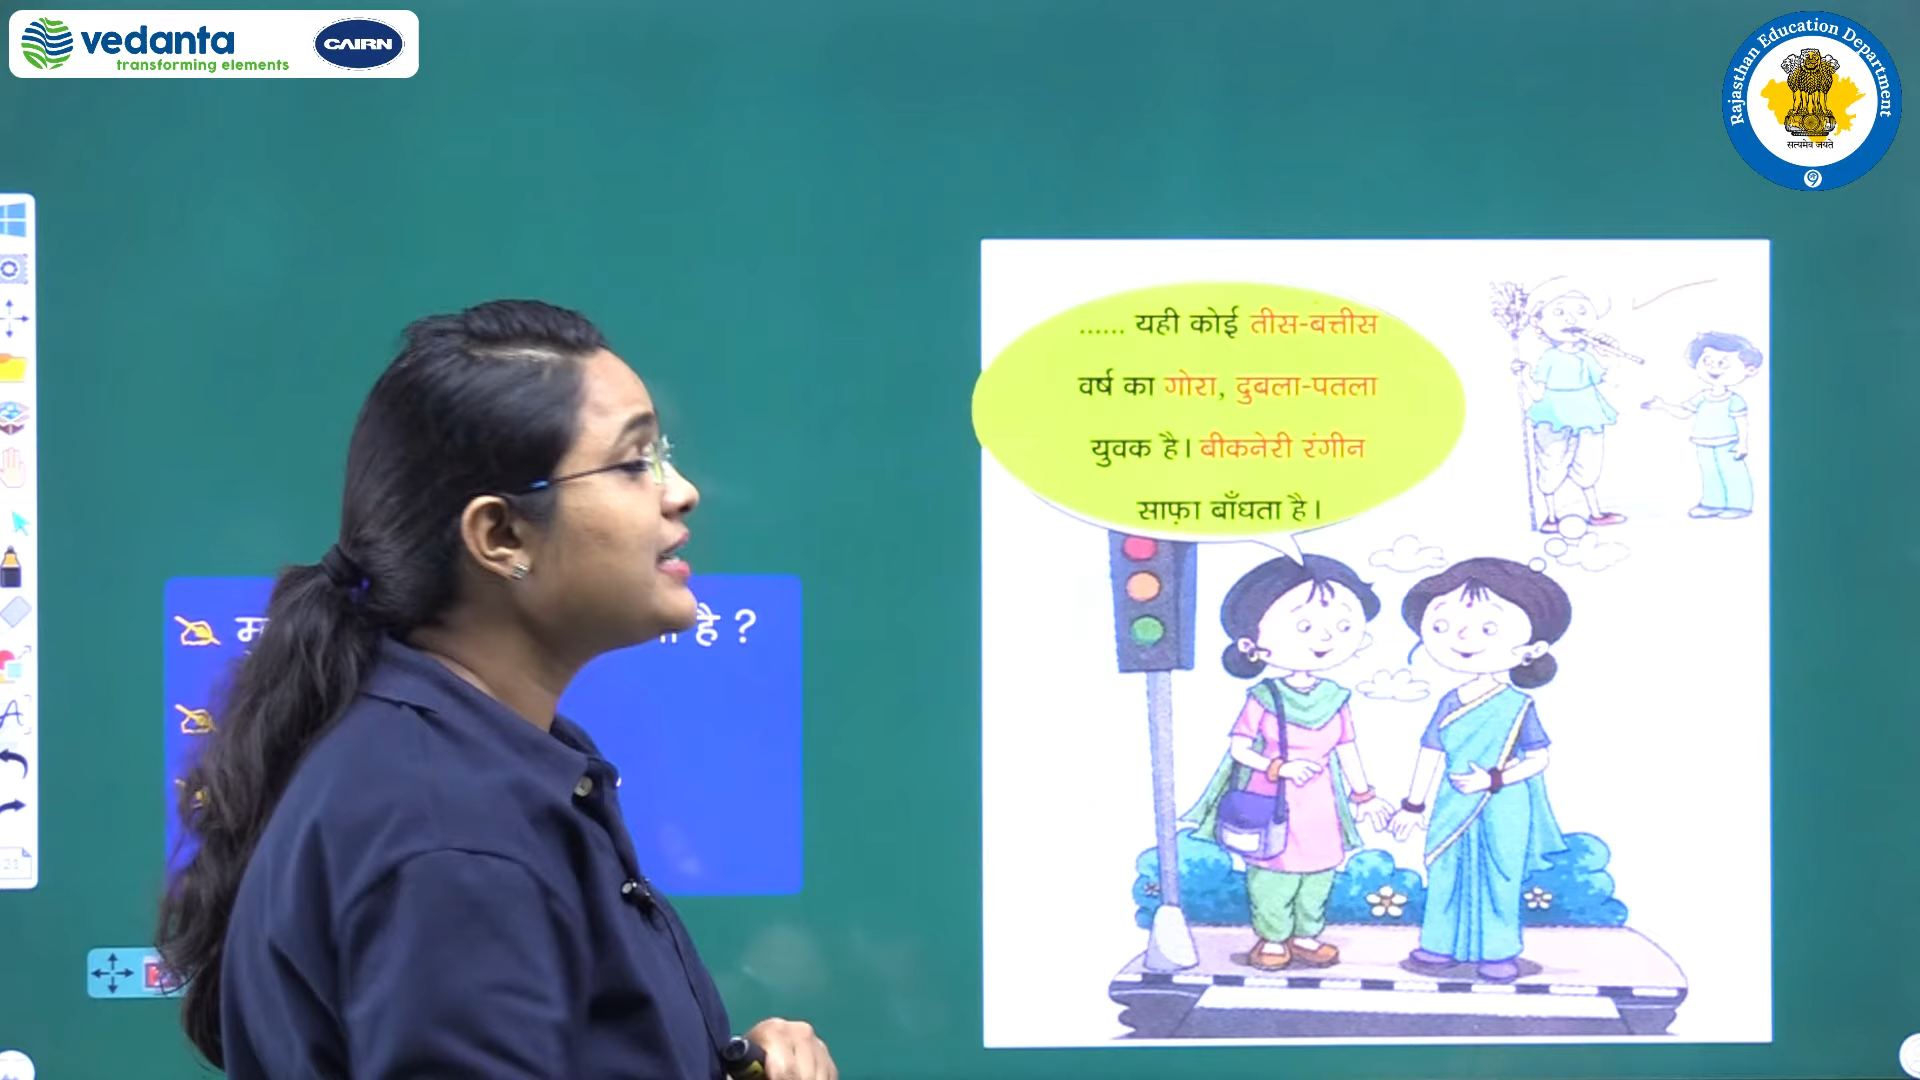 vedanta
transforming elements
CAIRN
Rajasthan Education Department
सत्यमेव जयते
...... यही कोई तीस-बत्तीस
वर्ष का गोरा, दुबला-पतला
युवक है। बीकनेरी रंगीन
साफ़ा बाँधता है।
है ?